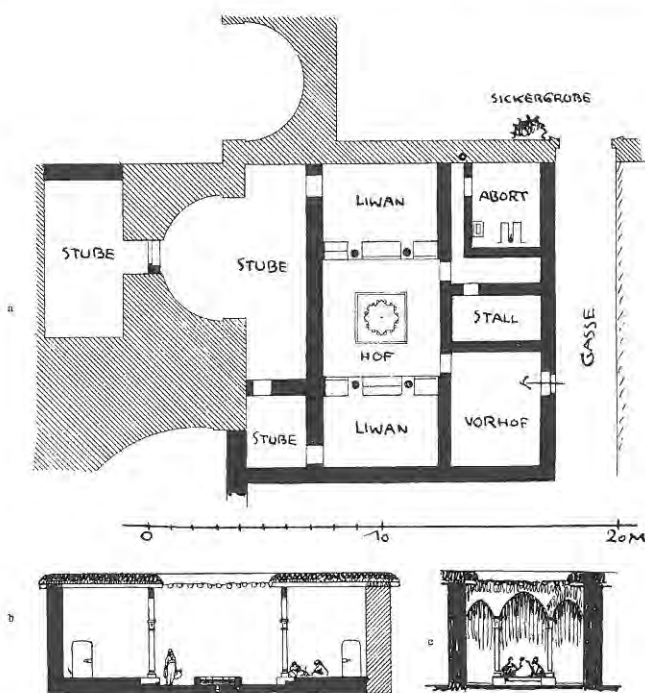 SICKERGRUBE
LIWAN
ABORT
STUBE
STUBE
a
STALL
GASSE
HOF
STUBE
LIWAN
VORHOF
0 10 20M
b
c